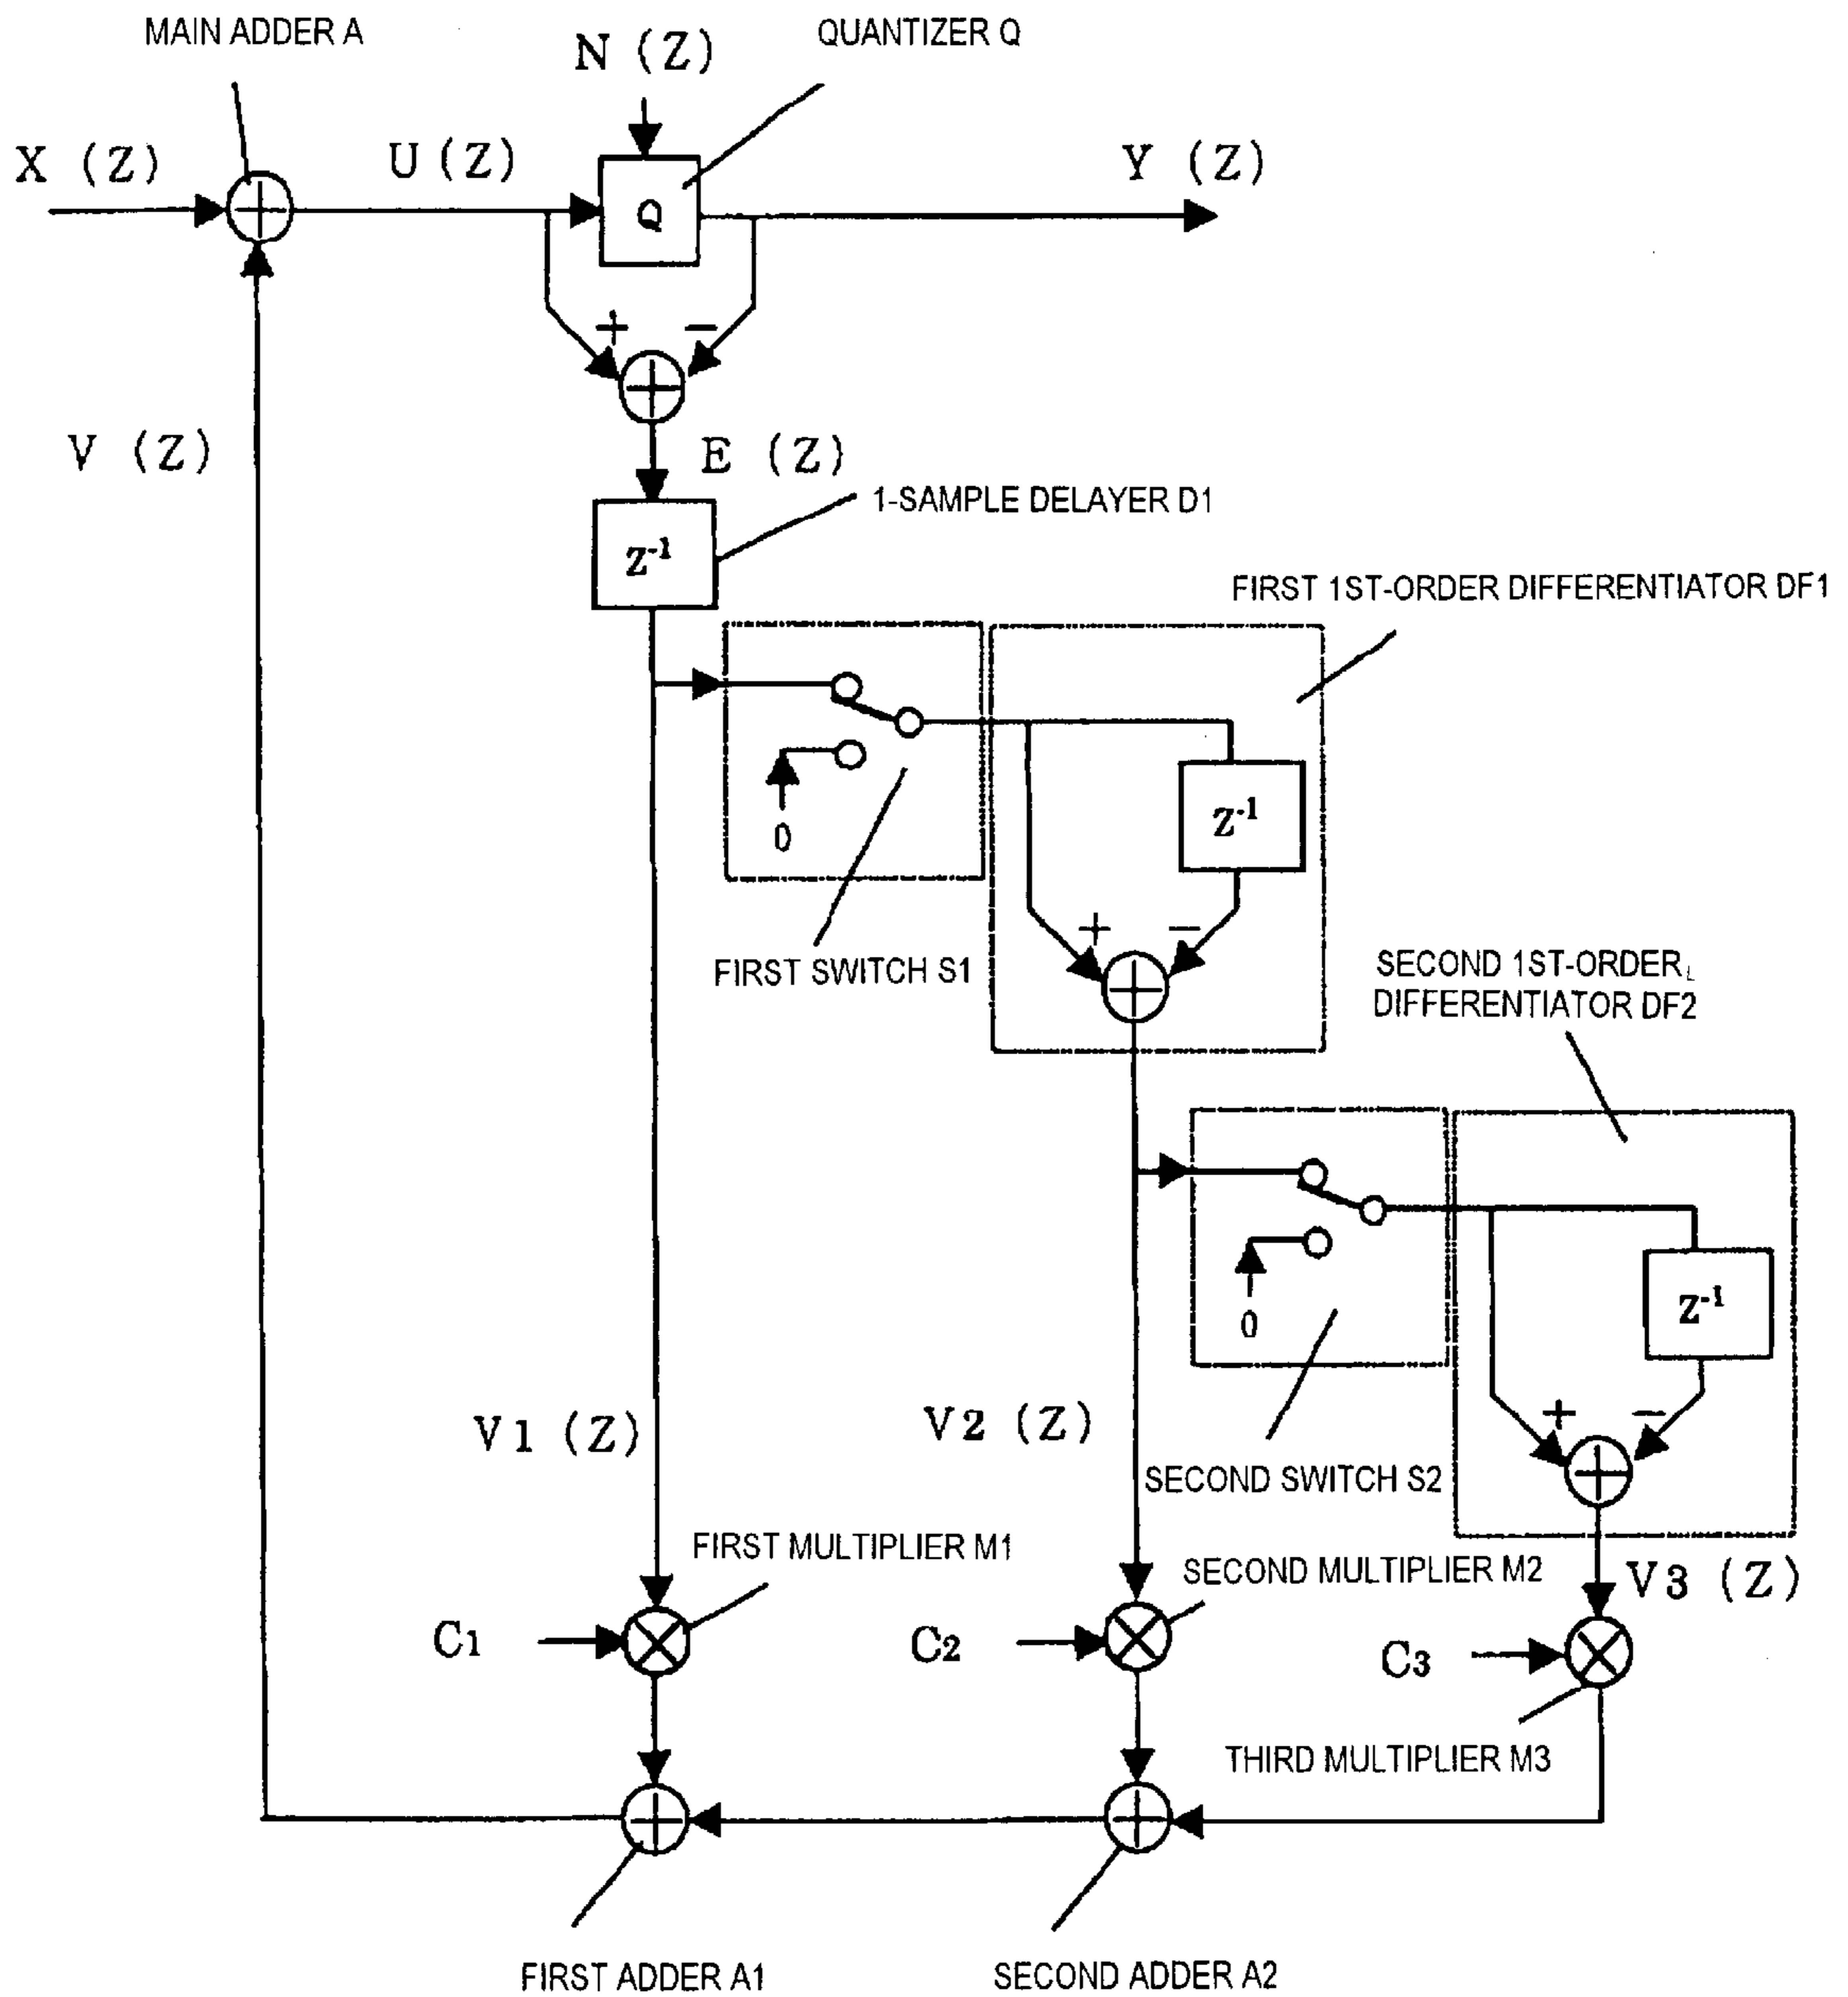 MAIN ADDER A
N (Z)
QUANTIZER Q
X (Z)
U (Z)
Q
Y (Z)
+
−
V (Z)
E (Z)
1-SAMPLE DELAYER D1
Z-1
FIRST 1ST-ORDER DIFFERENTIATOR DF1
0
Z-1
+
−
FIRST SWITCH S1
SECOND 1ST-ORDER
DIFFERENTIATOR DF2
0
Z-1
+
−
V1 (Z)
V2 (Z)
SECOND SWITCH S2
FIRST MULTIPLIER M1
SECOND MULTIPLIER M2
V3 (Z)
C1
C2
C3
THIRD MULTIPLIER M3
FIRST ADDER A1
SECOND ADDER A2